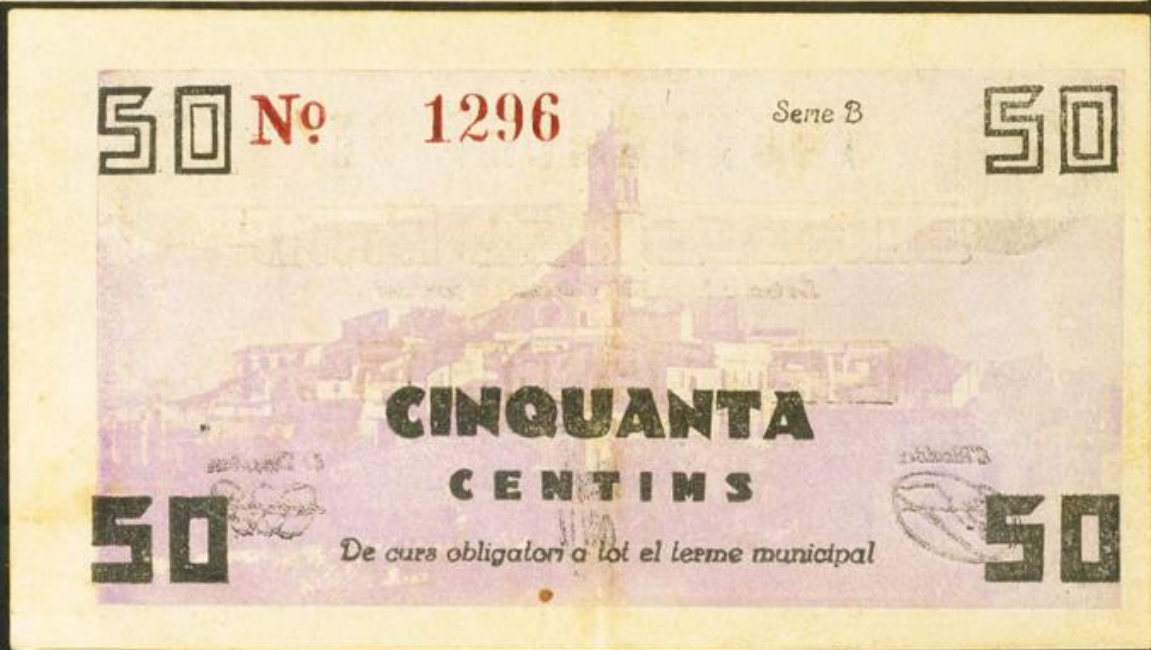 50 Nº 1296 Serie B 50
CINQUANTA
CENTIMS
50 50
De curs obligatori a tot el terme municipal